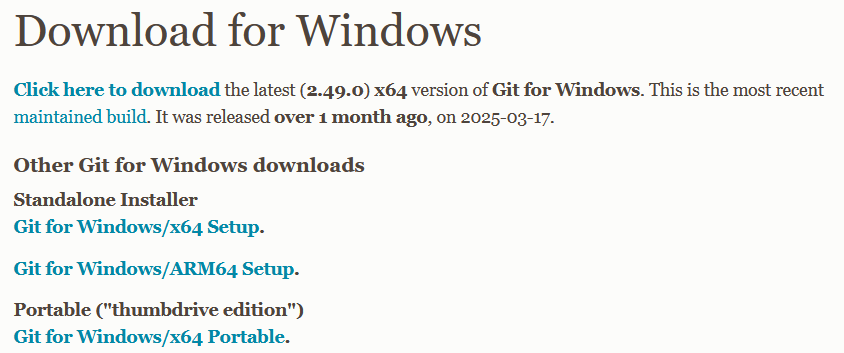 Download for Windows
Click here to download the latest (2.49.0) x64 version of Git for Windows. This is the most recent
maintained build. It was released over 1 month ago, on 2025-03-17.
Other Git for Windows downloads
Standalone Installer
Git for Windows/x64 Setup.
Git for Windows/ARM64 Setup.
Portable ("thumbdrive edition")
Git for Windows/x64 Portable.